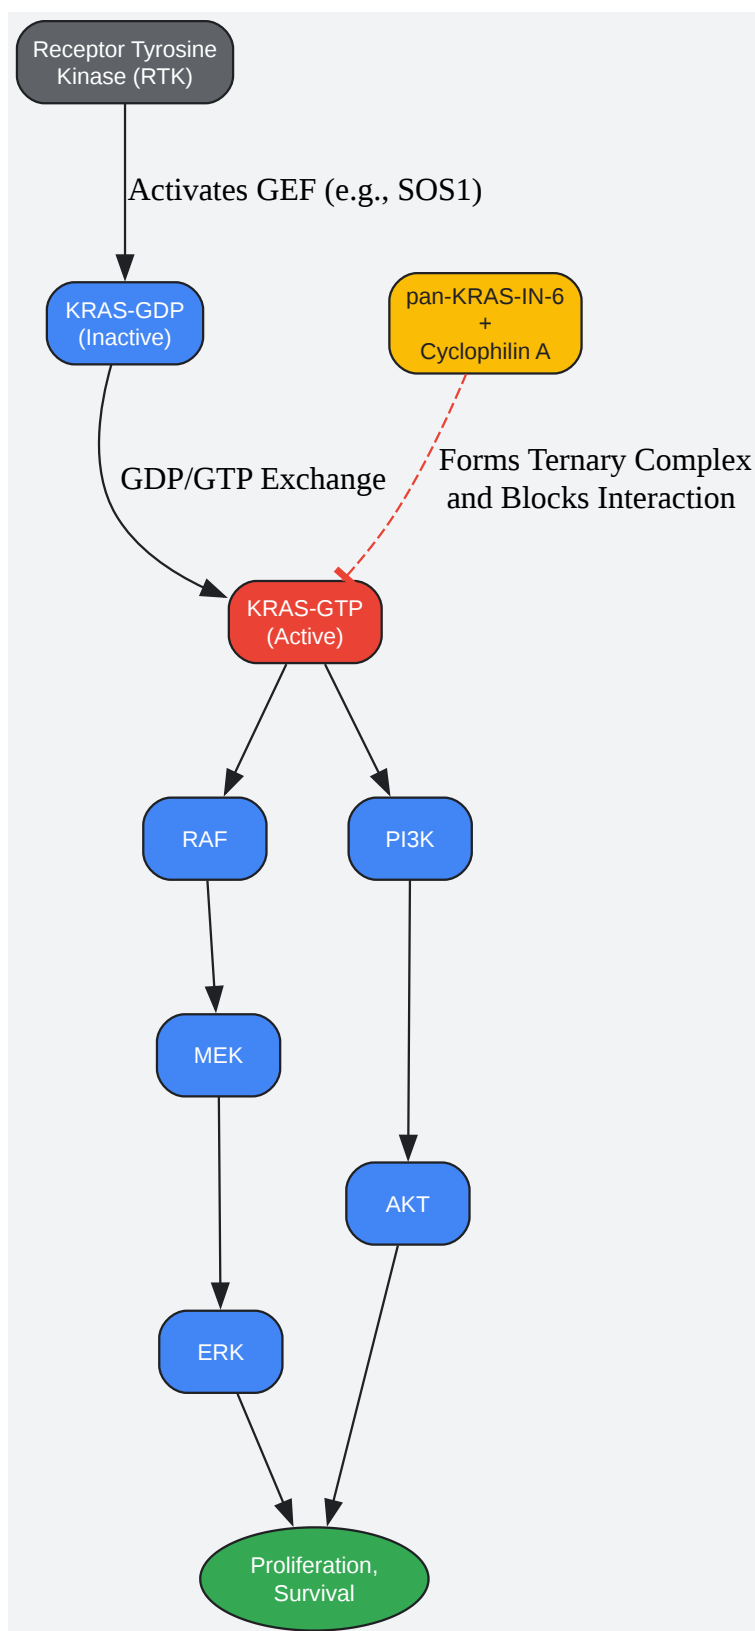 Receptor Tyrosine
Kinase (RTK)
Activates GEF (e.g., SOS1)
KRAS-GDP
(Inactive)
pan-KRAS-IN-6
+
Cyclophilin A
GDP/GTP Exchange
Forms Ternary Complex
and Blocks Interaction
KRAS-GTP
(Active)
RAF
PI3K
MEK
AKT
ERK
Proliferation,
Survival